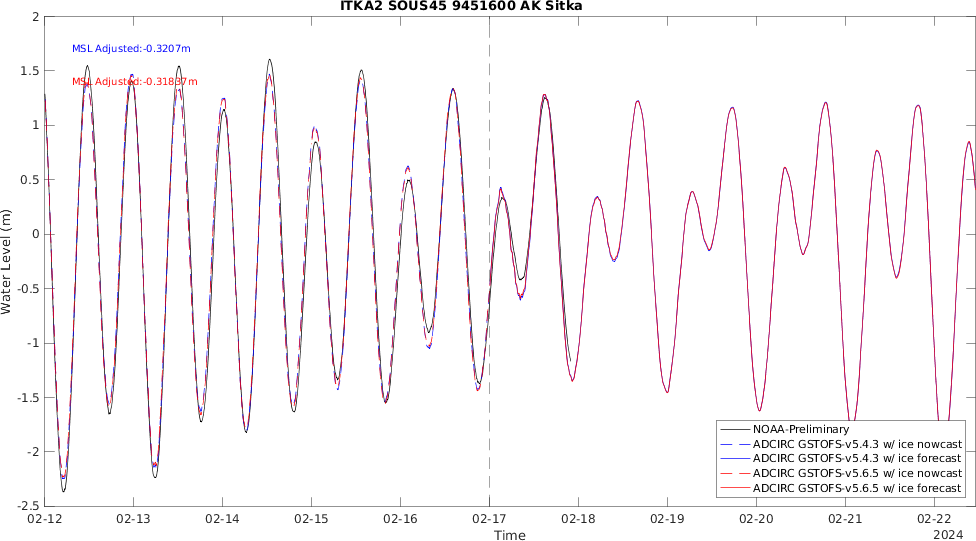 ITKA2 SOUS45 9451600 AK Sitka
MSL Adjusted:-0.3207m
MSL Adjusted:-0.31837m
Water Level (m)
2
1.5
1
0.5
0
-0.5
-1
-1.5
-2
-2.5
NOAA-Preliminary
ADCIRC GSTOFS-v5.4.3 w/ ice nowcast
ADCIRC GSTOFS-v5.4.3 w/ ice forecast
ADCIRC GSTOFS-v5.6.5 w/ ice nowcast
ADCIRC GSTOFS-v5.6.5 w/ ice forecast
02-12 02-13 02-14 02-15 02-16 02-17 02-18 02-19 02-20 02-21 02-22
Time 2024